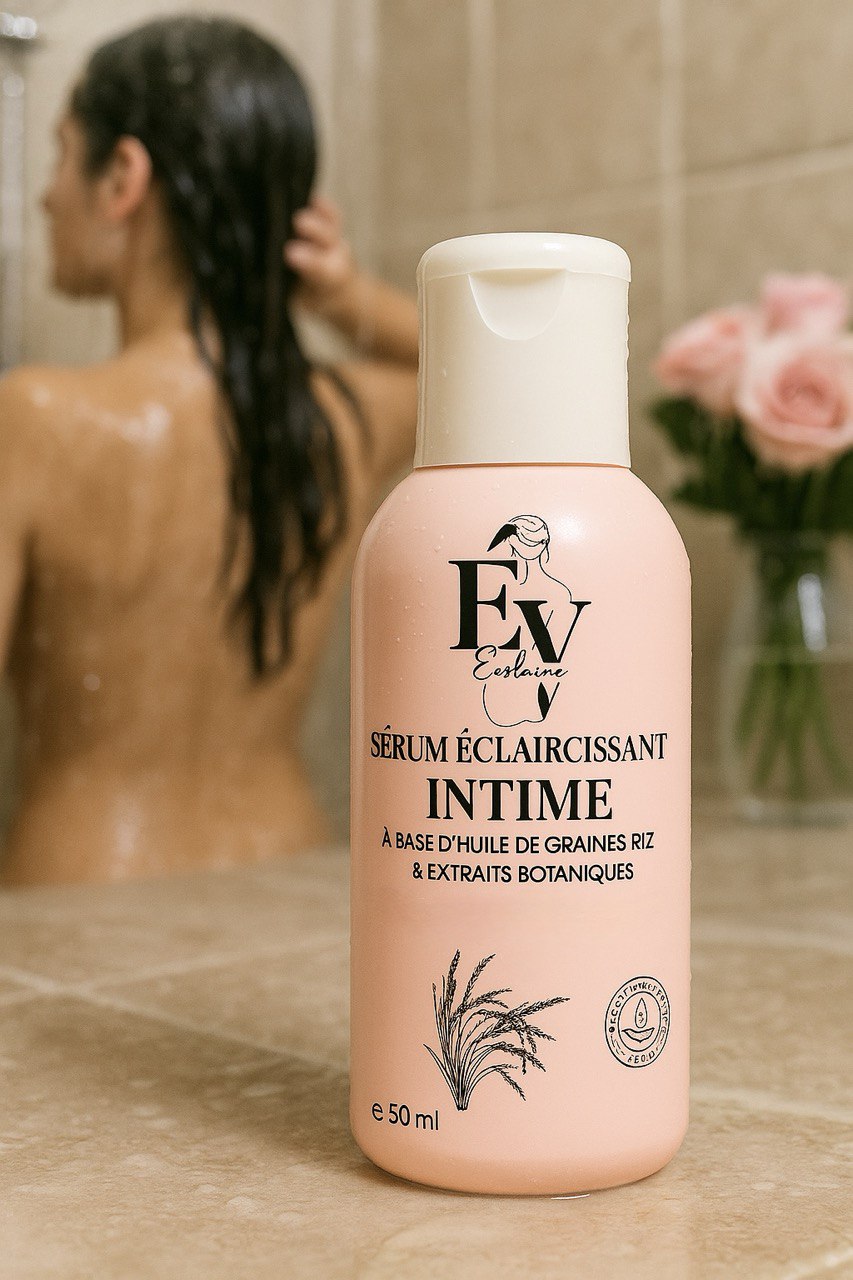 EV
Eeslaine
SÉRUM ÉCLAIRCISSANT
INTIME
À BASE D'HUILE DE GRAINES RIZ
& EXTRAITS BOTANIQUES
e 50 ml